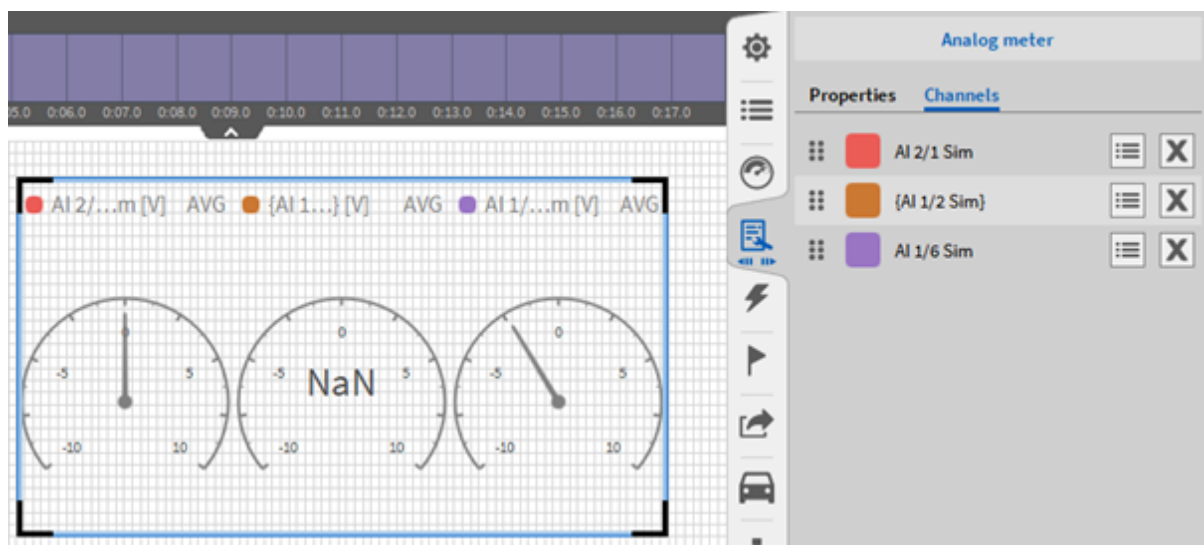 Analog meter
Properties Channels
0:06.0 0:07.0 0:08.0 0:09.0 0:10.0 0:11.0 0:12.0 0:13.0 0:14.0 0:15.0 0:16.0 0:17.0
AI 2/1 Sim
{AI 1/2 Sim}
AI 1/6 Sim
AI 2/...m [V] AVG {AI 1...} [V] AVG AI 1/...m [V] AVG
0 0 0
-5 5 -5 NaN 5 -5 5
-10 10 -10 10 -10 10